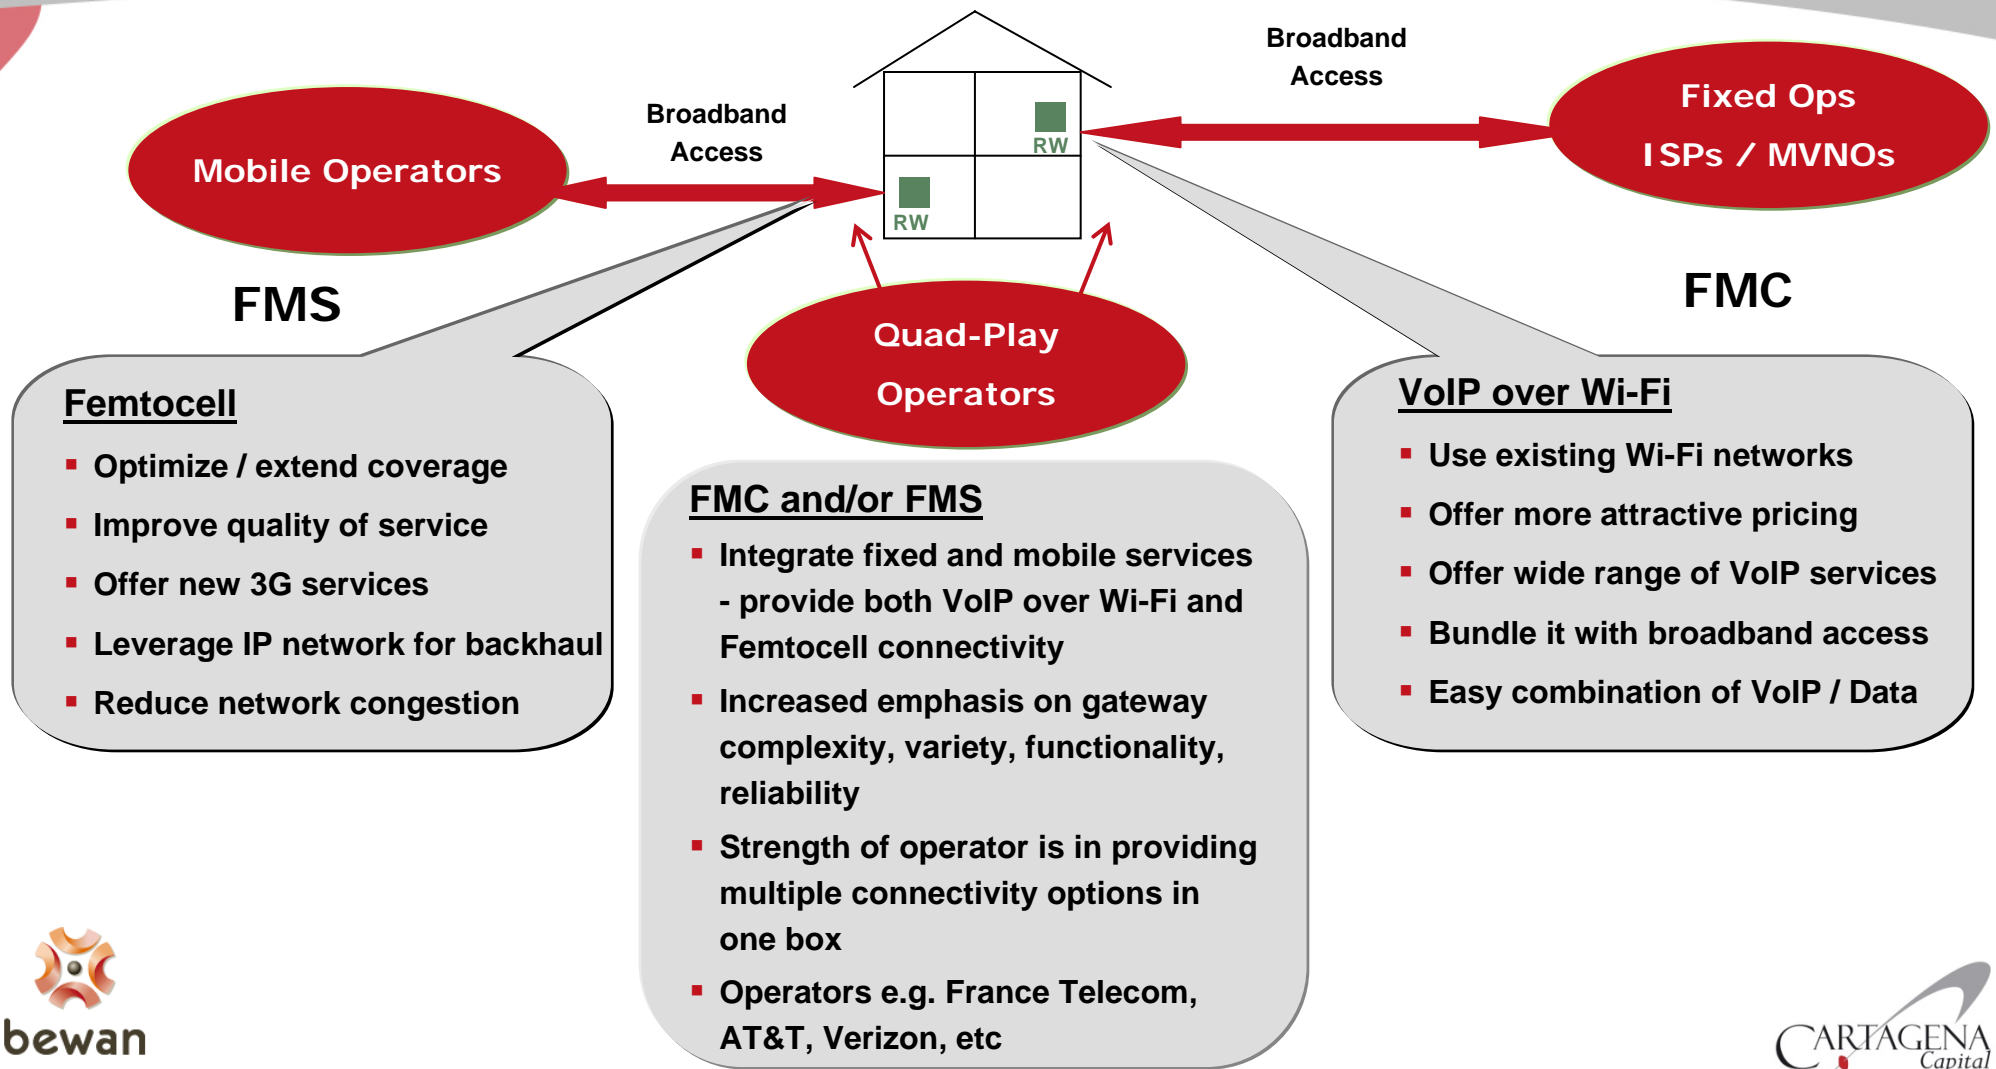 Broadband
Access
Mobile Operators
RW
RW
Broadband
Access
Fixed Ops
ISPs / MVNOs
FMS
Quad-Play
Operators
FMC
Femtocell
▪ Optimize / extend coverage
▪ Improve quality of service
▪ Offer new 3G services
▪ Leverage IP network for backhaul
▪ Reduce network congestion
FMC and/or FMS
▪ Integrate fixed and mobile services
- provide both VoIP over Wi-Fi and
Femtocell connectivity
▪ Increased emphasis on gateway
complexity, variety, functionality,
reliability
▪ Strength of operator is in providing
multiple connectivity options in
one box
▪ Operators e.g. France Telecom,
AT&T, Verizon, etc
VoIP over Wi-Fi
▪ Use existing Wi-Fi networks
▪ Offer more attractive pricing
▪ Offer wide range of VoIP services
▪ Bundle it with broadband access
▪ Easy combination of VoIP / Data
bewan
CARTAGENA
Capital